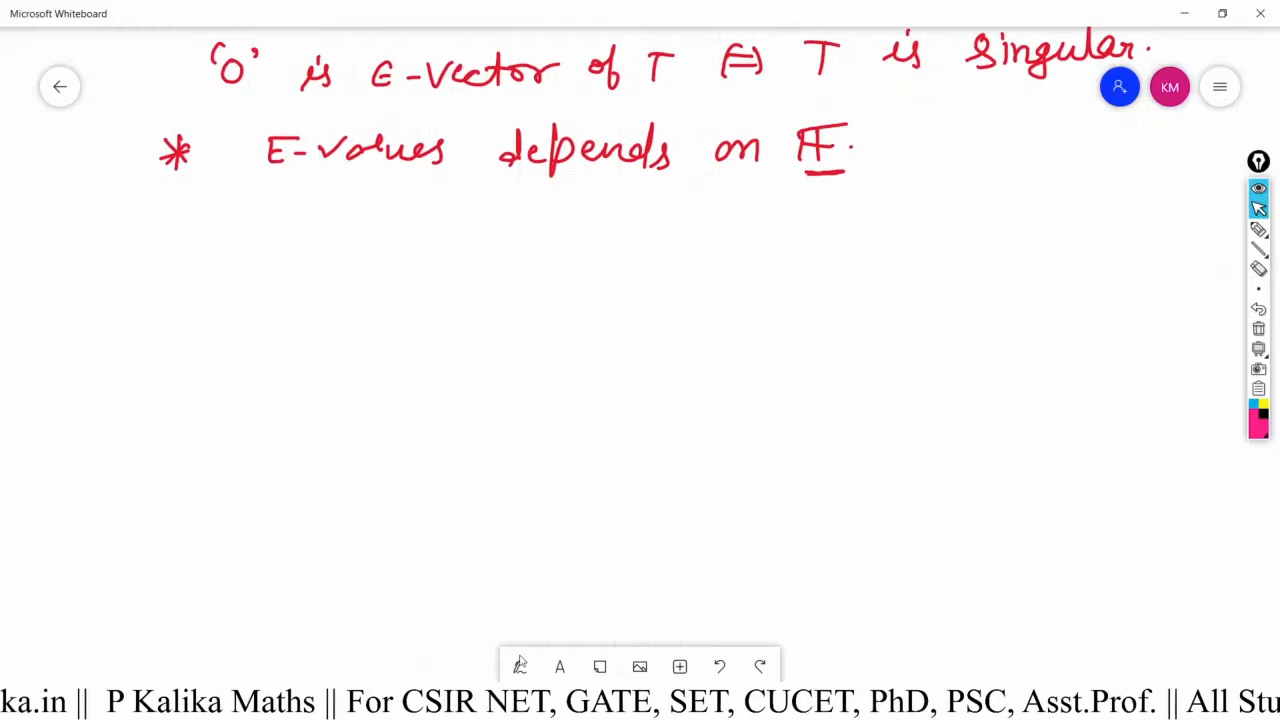 Microsoft Whiteboard
'0' is E-vector of T ⇔ T is singular.
KM
* E-values depends on 𝔽.
A
ka.in || P Kalika Maths || For CSIR NET, GATE, SET, CUCET, PhD, PSC, Asst.Prof. || All Stu